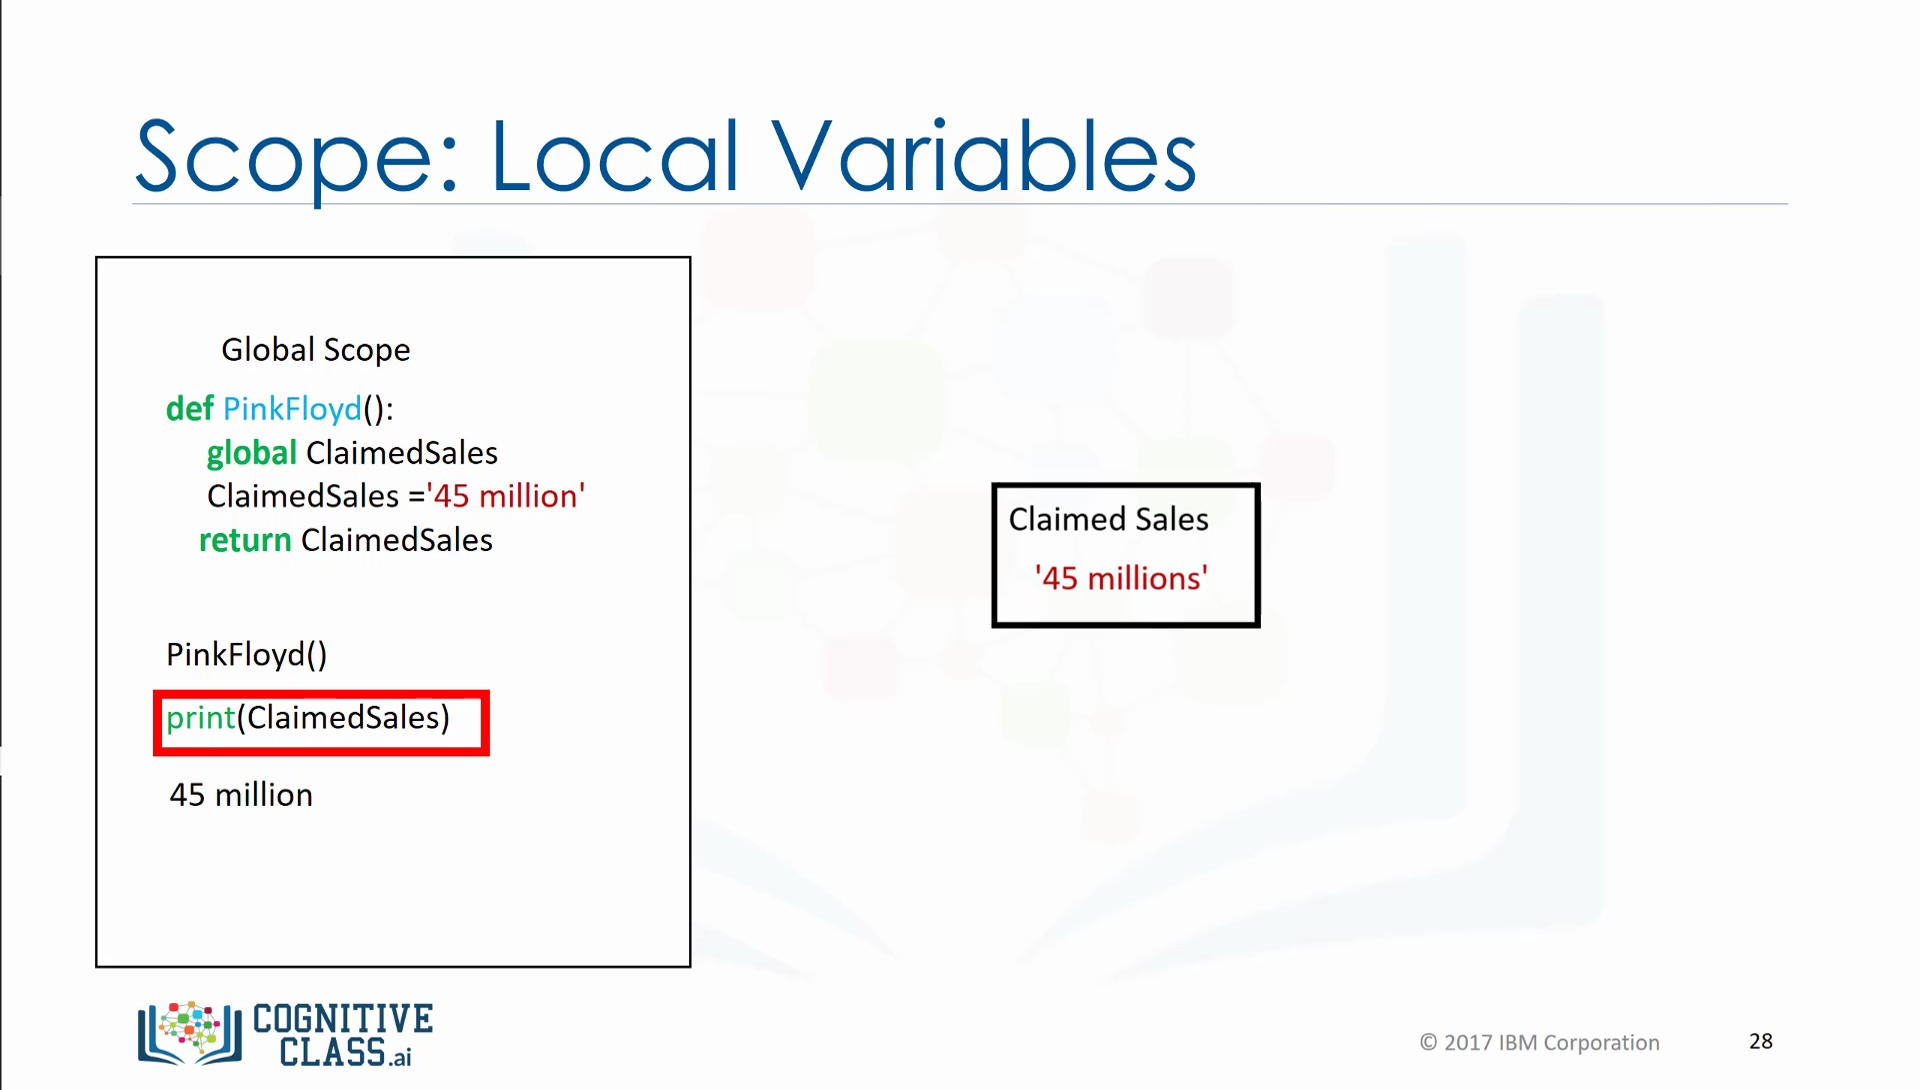 Scope: Local Variables
Global Scope
def PinkFloyd():
global ClaimedSales
ClaimedSales ='45 million'
return ClaimedSales
PinkFloyd()
print(ClaimedSales)
45 million
Claimed Sales
'45 millions'
COGNITIVE
CLASS.ai
© 2017 IBM Corporation
28